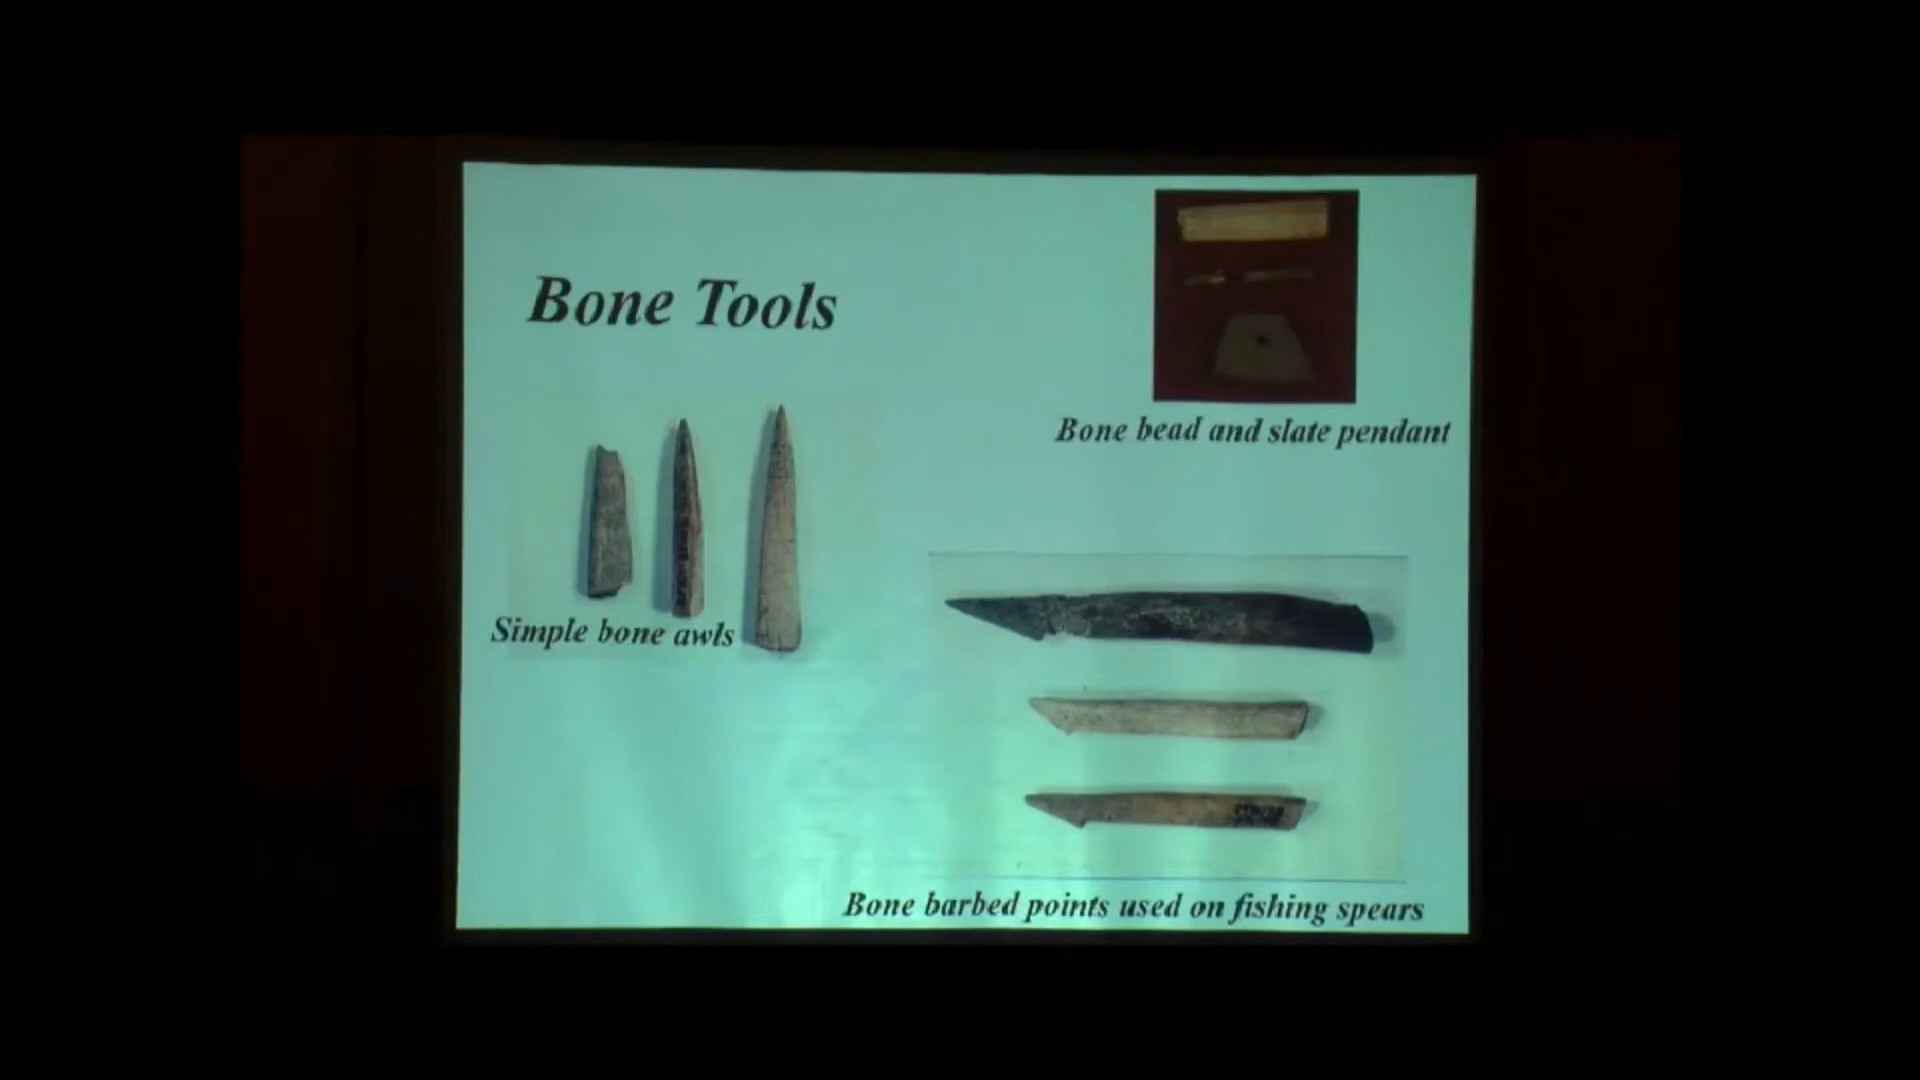 Bone Tools
Bone bead and slate pendant
Simple bone awls
Bone barbed points used on fishing spears